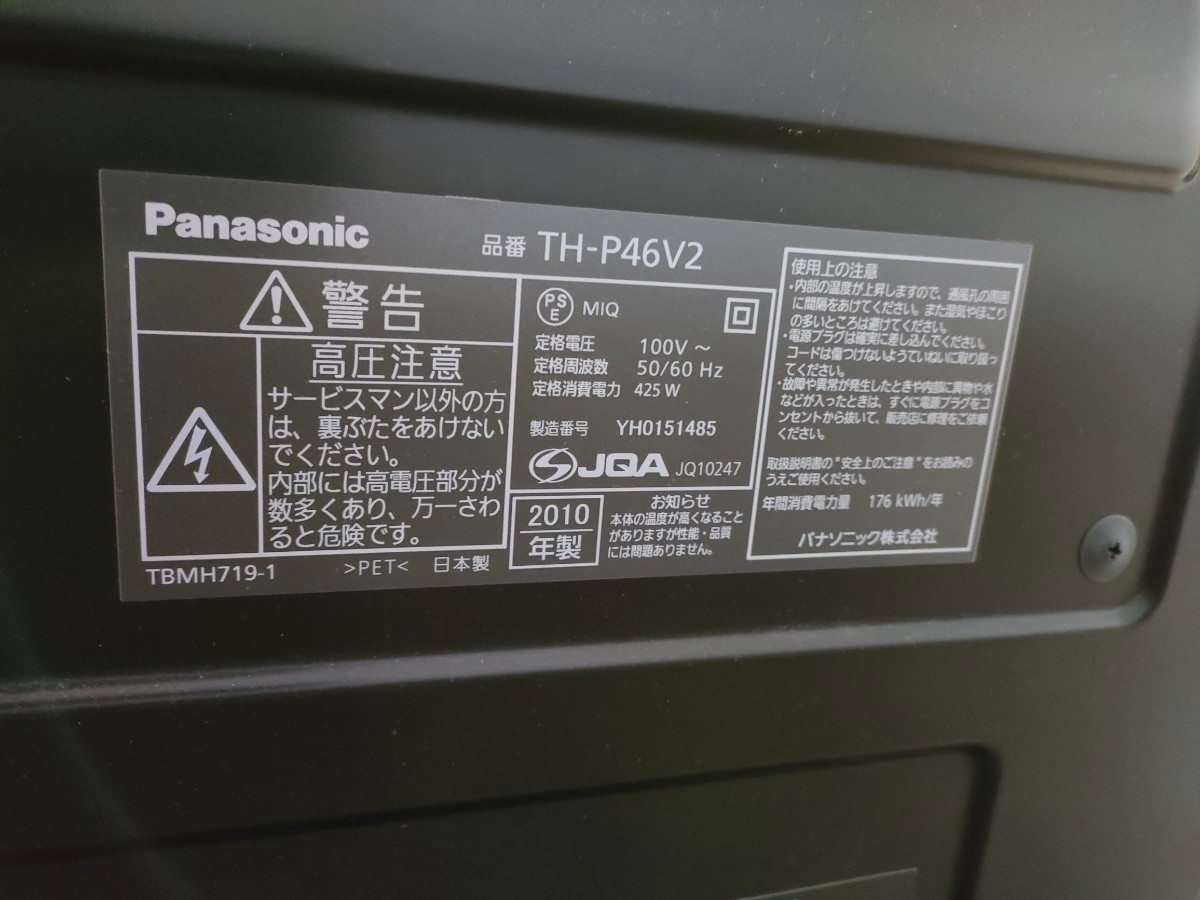 Panasonic
品番 TH-P46V2
警告
高圧注意
サービスマン以外の方
は、裏ぶたをあけない
でください。
内部には高電圧部分が
数多くあり、万一さわ
ると危険です。
TBMH719-1 >PET< 日本製
PSE MIQ
定格電圧 100V～
定格周波数 50/60 Hz
定格消費電力 425 W
製造番号 YH0151485
JQA JQ10247
2010
年製
お知らせ
本体の温度が高くなること
がありますが性能・品質
には問題ありません。
使用上の注意
・内部の温度が上昇しますので、通風孔の周囲
に間隔をあけてください。また湿気やほこり
の多いところは避けてください。
・電源プラグは確実に差し込んでください。
コードは傷つけないようていねいに取り扱っ
てください。
・故障や異常が発生したときや内部に異物や水
などが入ったときは、すぐに電源プラグをコ
ンセントから抜いて、販売店に修理をご依頼
ください。
取扱説明書の"安全上のご注意"をお読みの
うえご使用ください。
年間消費電力量 176 kWh/年
パナソニック株式会社